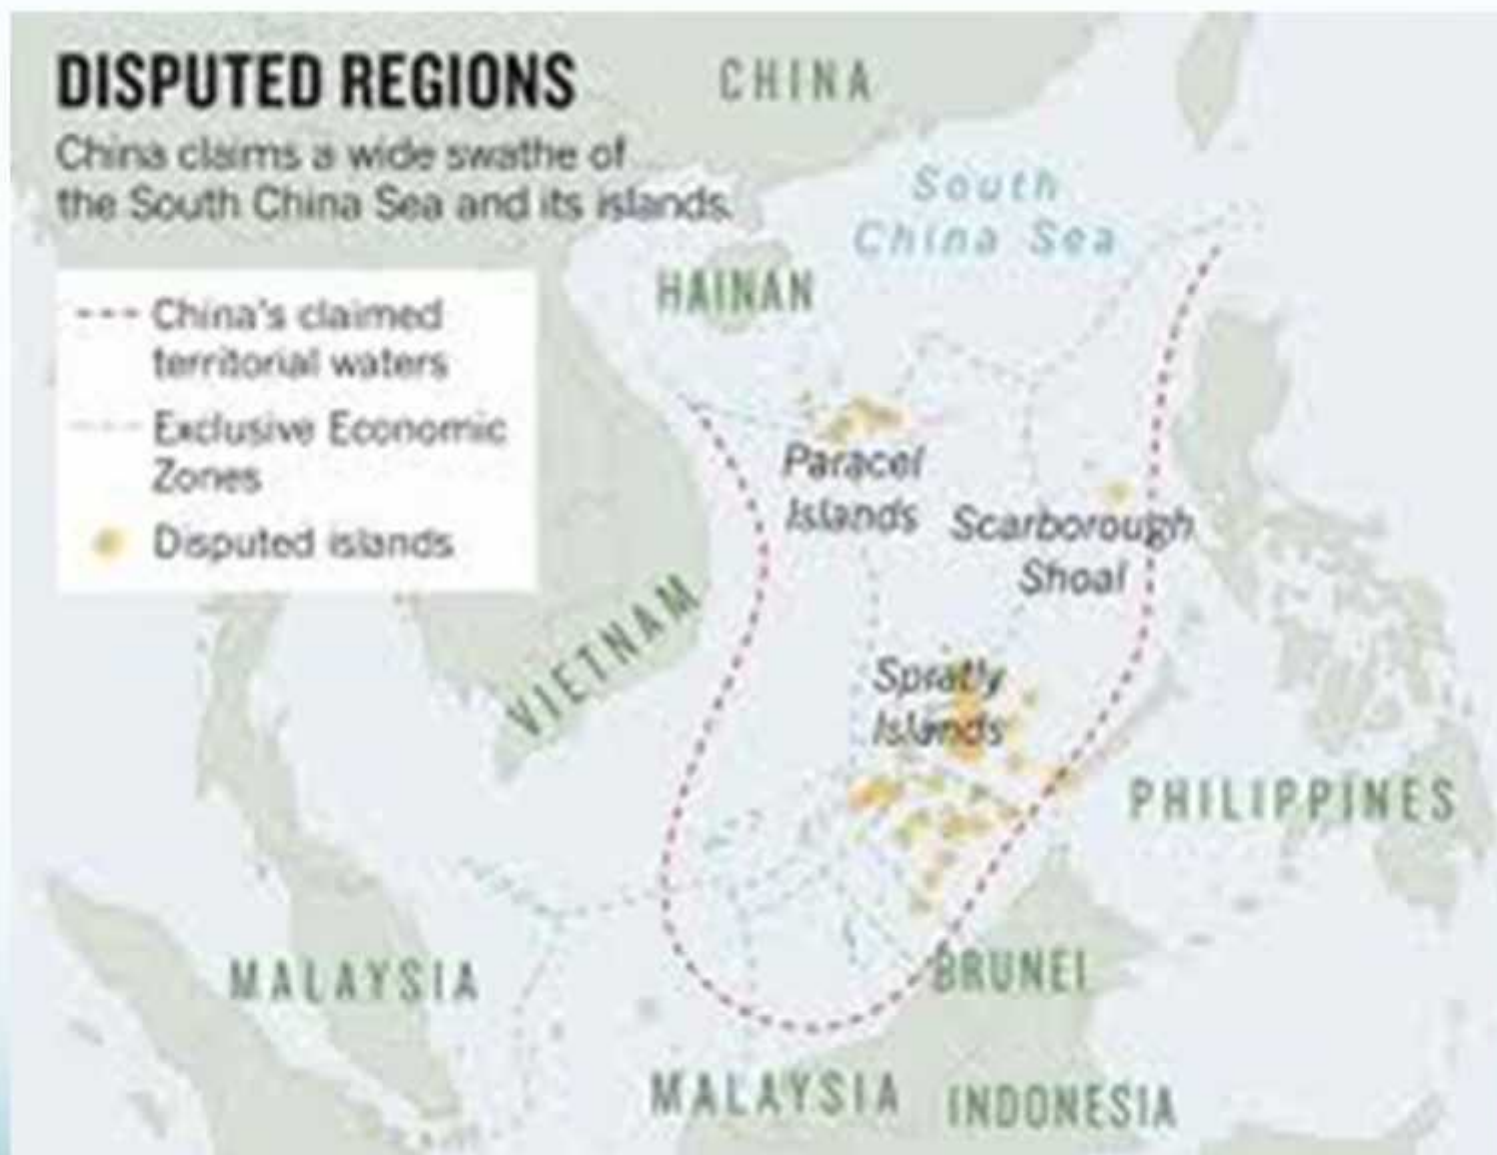 DISPUTED REGIONS
China claims a wide swathe of
the South China Sea and its islands.
China's claimed
territorial waters
Exclusive Economic
Zones
Disputed islands
CHINA
South
China Sea
HAINAN
Paracel
Islands
Scarborough
Shoal
VIETNAM
Spratly
Islands
PHILIPPINES
MALAYSIA
BRUNEI
MALAYSIA
INDONESIA